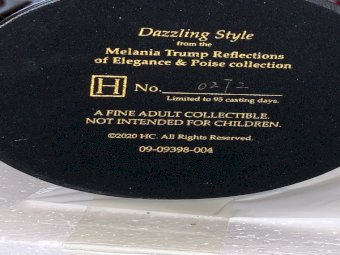 Dazzling Style
from the
Melania Trump Reflections
of Elegance & Poise collection
H No. 0272
Limited to 95 casting days.
A FINE ADULT COLLECTIBLE.
NOT INTENDED FOR CHILDREN.
©2020 HC. All Rights Reserved.
09-09398-004